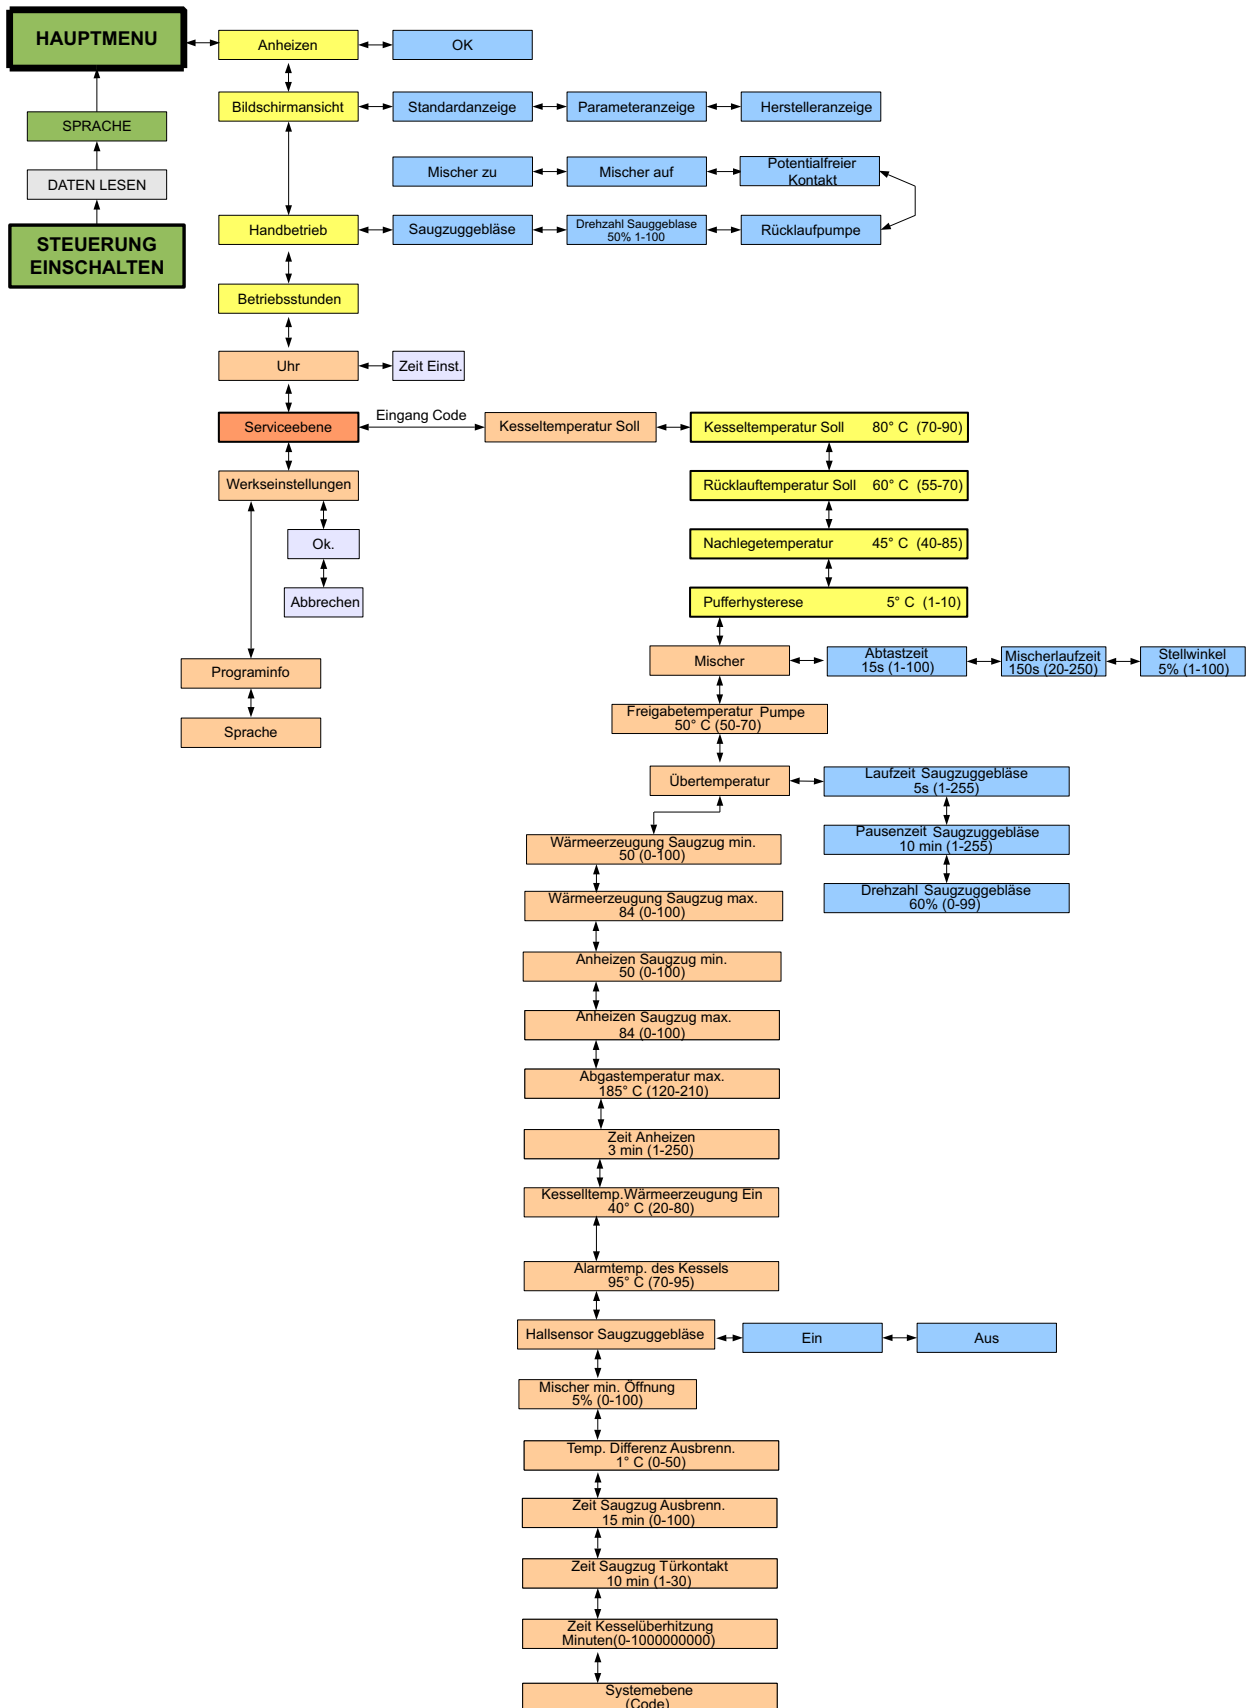 HAUPTMENU
Anheizen
OK
Bildschirmansicht
Standardanzeige
Parameteranzeige
Herstelleranzeige
SPRACHE
DATEN LESEN
Mischer zu
Mischer auf
Potentialfreier
Kontakt
STEUERUNG
EINSCHALTEN
Handbetrieb
Saugzuggebläse
Drehzahl Sauggeblase
50% 1-100
Rücklaufpumpe
Betriebsstunden
Uhr
Zeit Einst.
Serviceebene
Eingang Code
Kesseltemperatur Soll
Kesseltemperatur Soll 80° C (70-90)
Werkseinstellungen
Rücklauftemperatur Soll 60° C (55-70)
Ok.
Nachlegetemperatur 45° C (40-85)
Abbrechen
Pufferhysterese 5° C (1-10)
Programinfo
Mischer
Abtastzeit
15s (1-100)
Mischerlaufzeit
150s (20-250)
Stellwinkel
5% (1-100)
Sprache
Freigabetemperatur Pumpe
50° C (50-70)
Übertemperatur
Laufzeit Saugzuggebläse
5s (1-255)
Pausenzeit Saugzuggebläse
10 min (1-255)
Drehzahl Saugzuggebläse
60% (0-99)
Wärmeerzeugung Saugzug min.
50 (0-100)
Wärmeerzeugung Saugzug max.
84 (0-100)
Anheizen Saugzug min.
50 (0-100)
Anheizen Saugzug max.
84 (0-100)
Abgastemperatur max.
185° C (120-210)
Zeit Anheizen
3 min (1-250)
Kesselltemp.Wärmeerzeugung Ein
40° C (20-80)
Alarmtemp. des Kessels
95° C (70-95)
Hallsensor Saugzuggebläse
Ein
Aus
Mischer min. Öffnung
5% (0-100)
Temp. Differenz Ausbrenn.
1° C (0-50)
Zeit Saugzug Ausbrenn.
15 min (0-100)
Zeit Saugzug Türkontakt
10 min (1-30)
Zeit Kesselüberhitzung
Minuten(0-1000000000)
Systemebene
(Code)